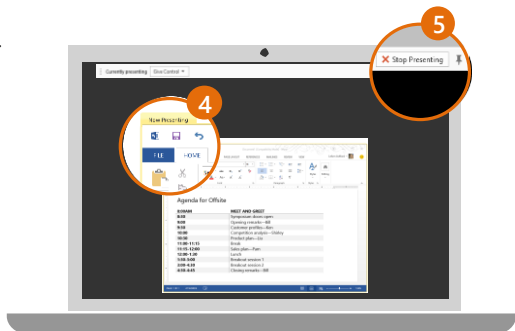 5
X Stop Presenting
Currently presenting Give Control
4
Now Presenting
FILE HOME
Agenda for Offsite
8:00AM MEET AND GREET
8:30 Symposium doors open
9:00 Opening remarks—Bill
9:30 Customer profiles—Ken
10:00 Competition analysis—Shirley
10:30 Product plan—Jin
11:00-11:15 Break
11:15-12:00 Sales plan—Pam
12:00-1:30 Lunch
1:30-3:00 Breakout session 1
3:00-4:30 Breakout session 2
4:30-4:45 Closing remarks—Bill